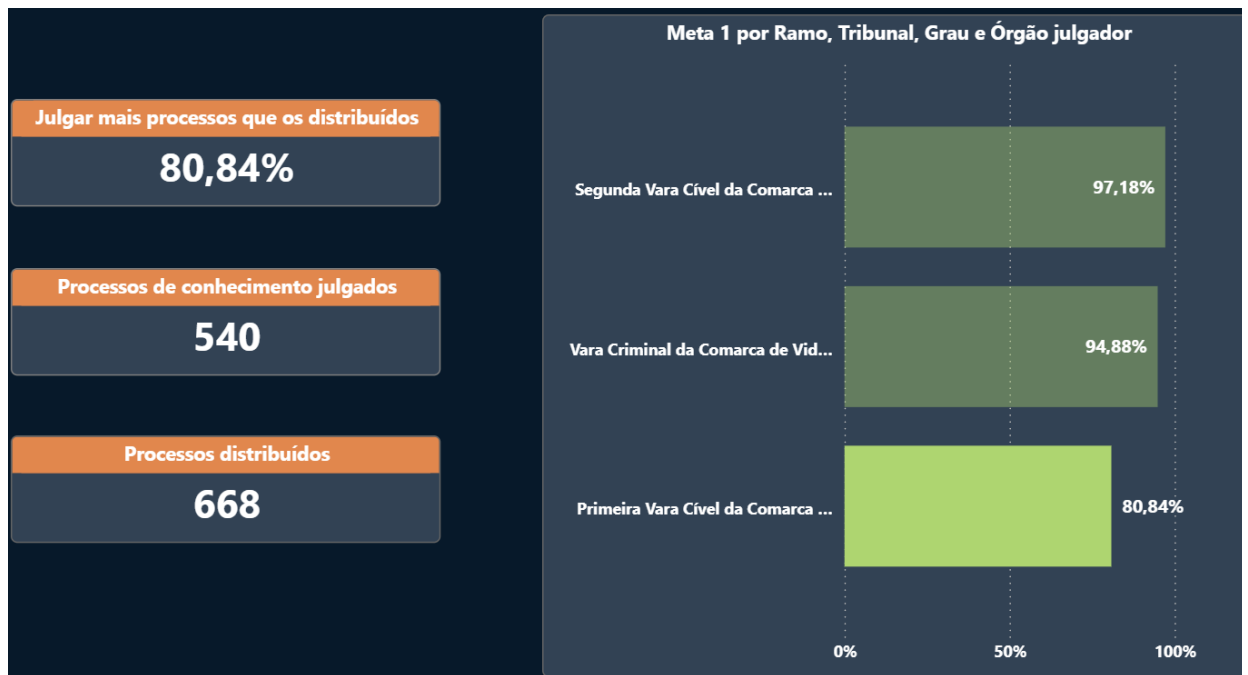 Julgar mais processos que os distribuídos
80,84%
Processos de conhecimento julgados
540
Processos distribuídos
668
Meta 1 por Ramo, Tribunal, Grau e Órgão julgador
Segunda Vara Cível da Comarca ...
97,18%
Vara Criminal da Comarca de Vid...
94,88%
Primeira Vara Cível da Comarca ...
80,84%
0%
50%
100%